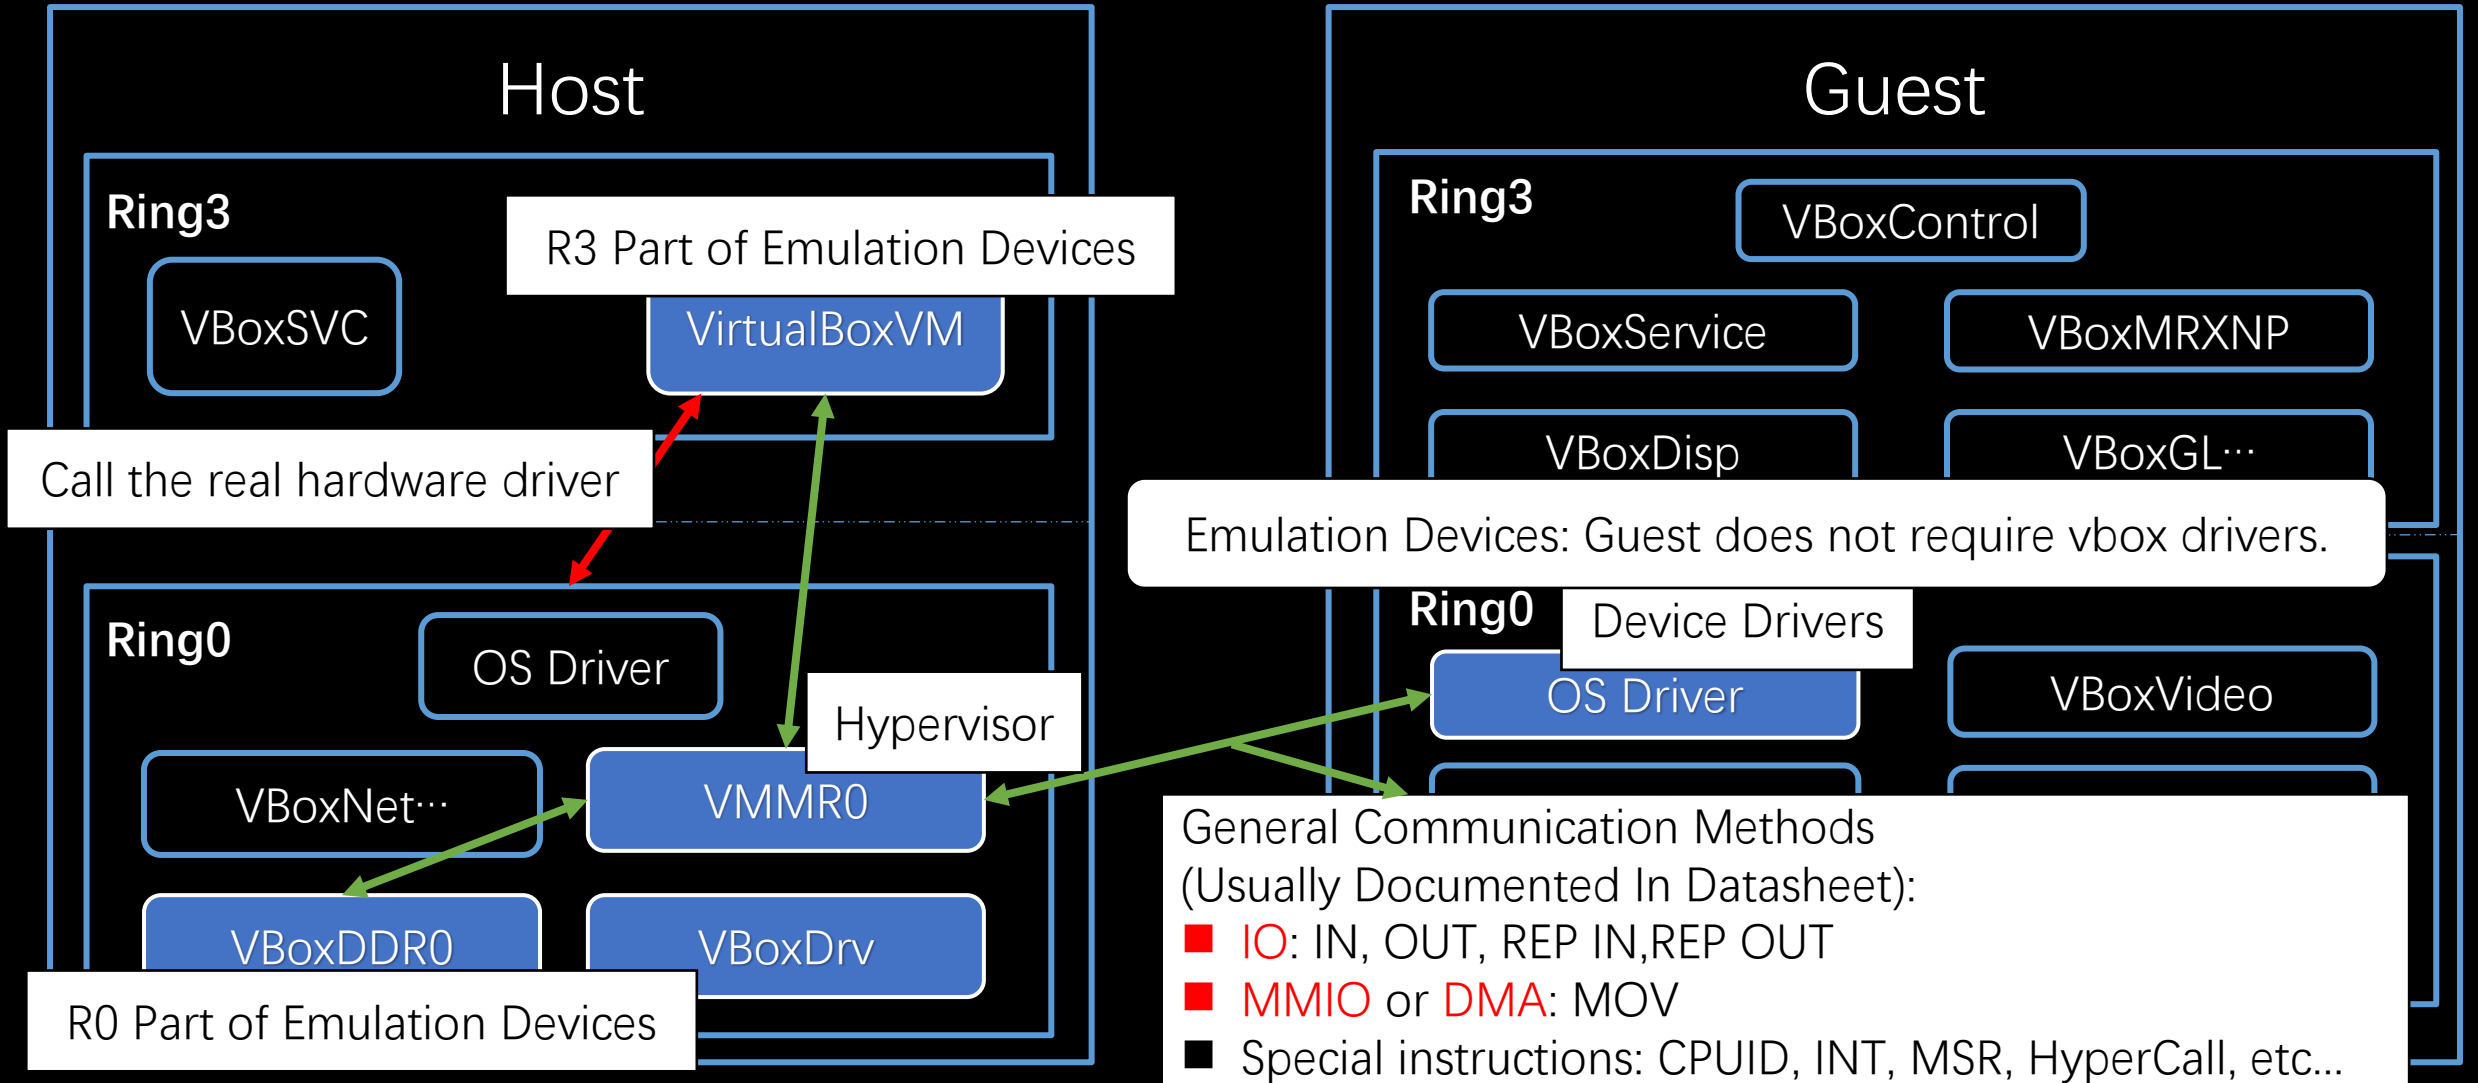 Host
Ring3
R3 Part of Emulation Devices
VBoxSVC
VirtualBoxVM
Call the real hardware driver
Ring0
OS Driver
Hypervisor
VBoxNet…
VMMR0
VBoxDDR0
VBoxDrv
R0 Part of Emulation Devices
Guest
Ring3
VBoxControl
VBoxService
VBoxMRXNP
VBoxDisp
VBoxGL…
Emulation Devices: Guest does not require vbox drivers.
Ring0
Device Drivers
OS Driver
VBoxVideo
General Communication Methods
(Usually Documented In Datasheet):
■ IO: IN, OUT, REP IN,REP OUT
■ MMIO or DMA: MOV
■ Special instructions: CPUID, INT, MSR, HyperCall, etc...